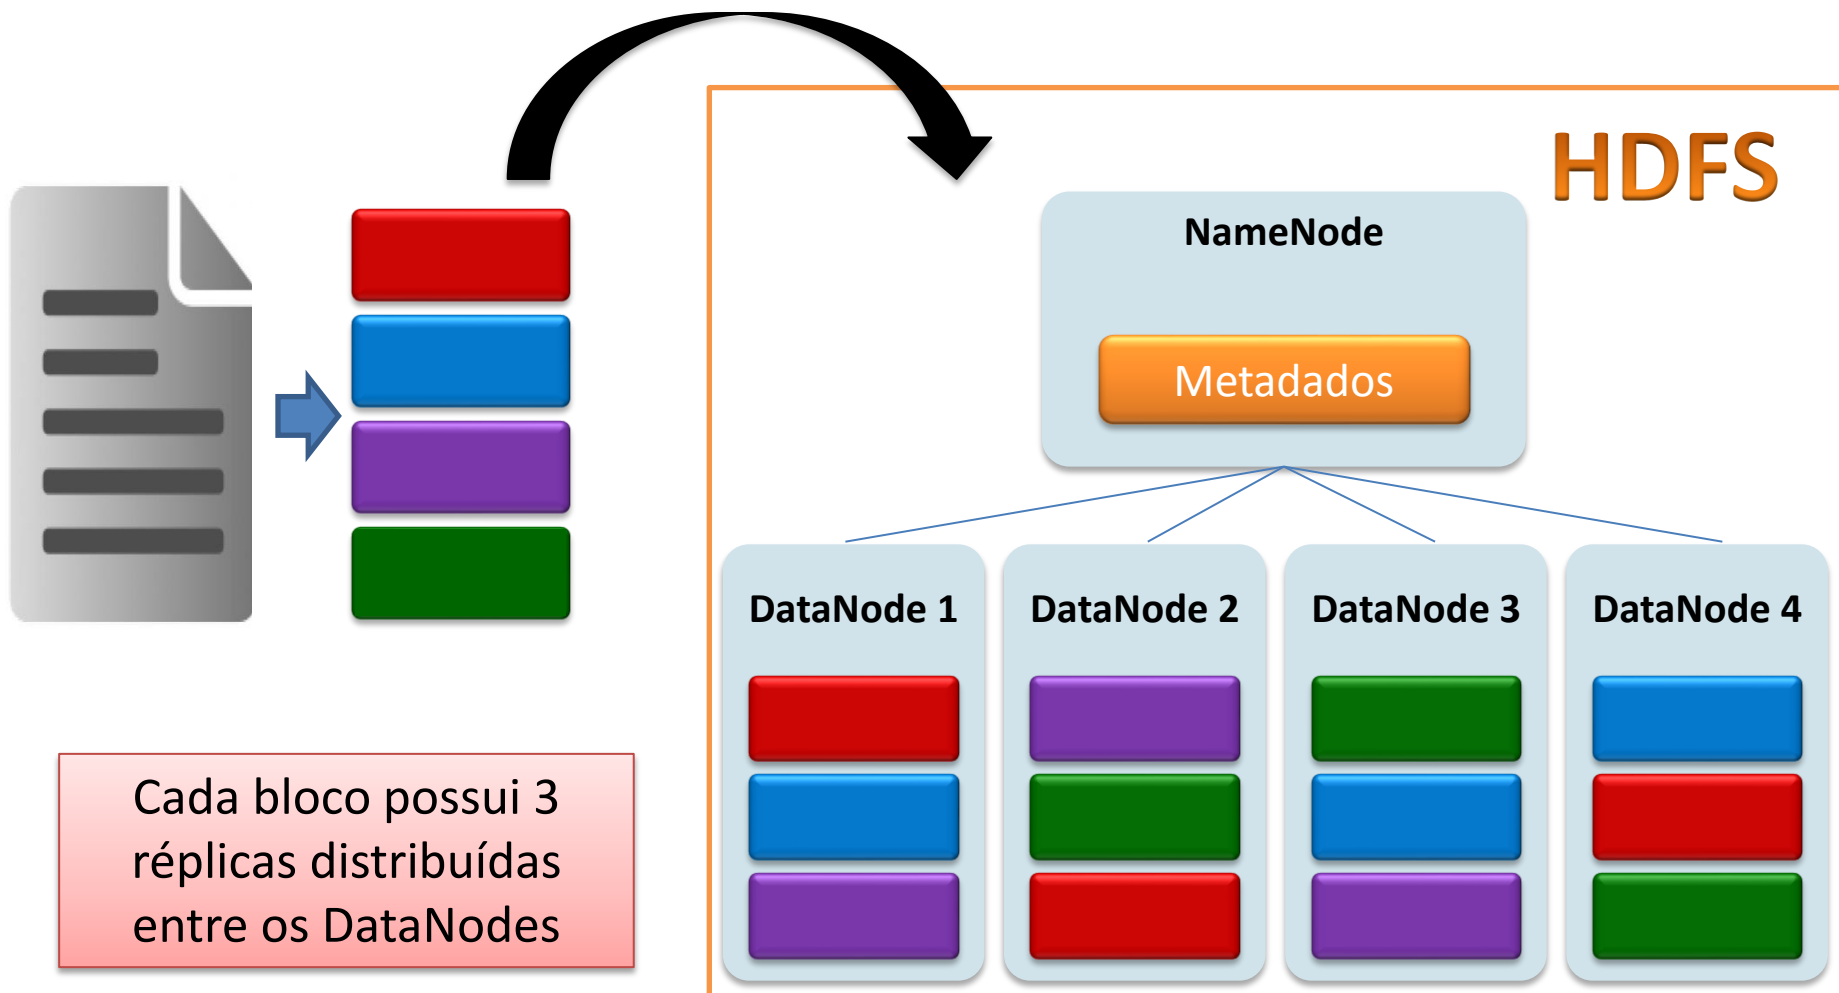 HDFS
NameNode
Metadados
DataNode 1
DataNode 2
DataNode 3
DataNode 4
Cada bloco possui 3
réplicas distribuídas
entre os DataNodes